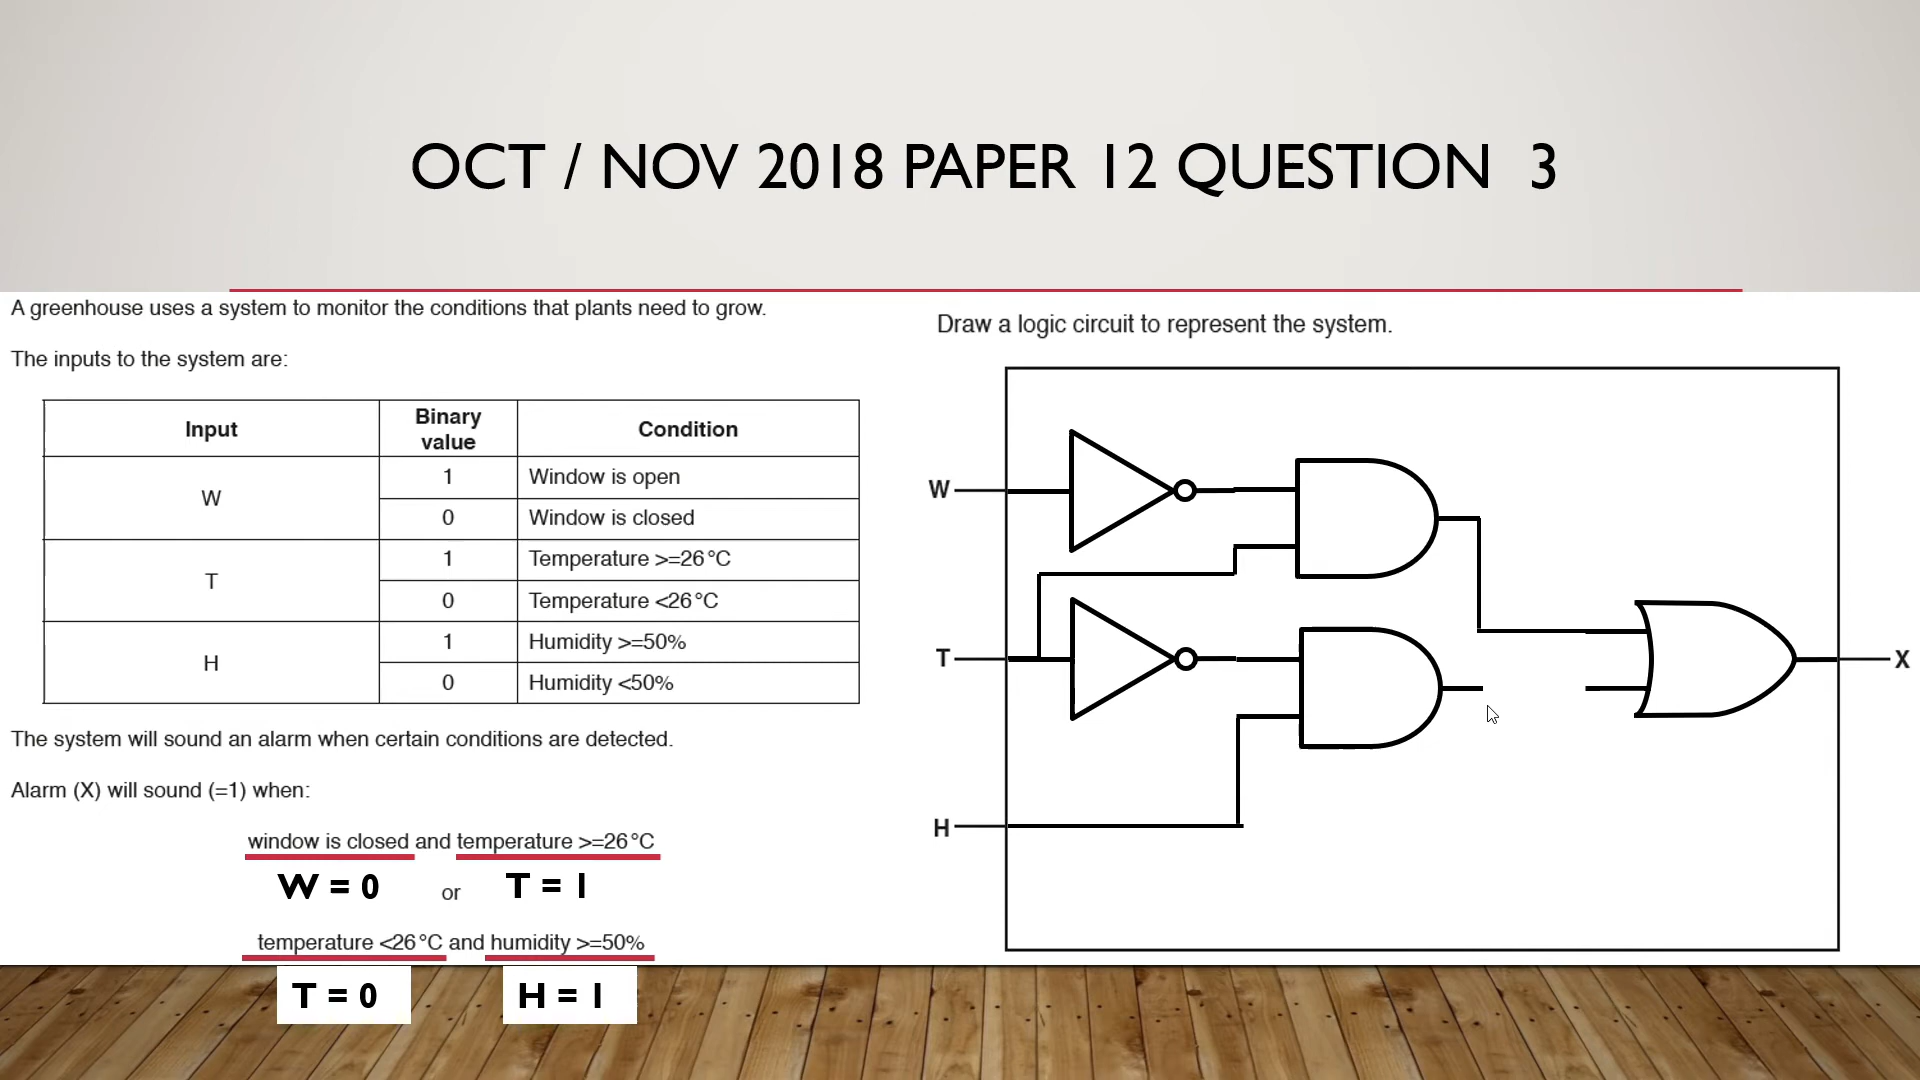 OCT / NOV 2018 PAPER 12 QUESTION 3
A greenhouse uses a system to monitor the conditions that plants need to grow.
The inputs to the system are:
Input Binary value Condition
W 1 Window is open
0 Window is closed
T 1 Temperature >=26°C
0 Temperature <26°C
H 1 Humidity >=50%
0 Humidity <50%
The system will sound an alarm when certain conditions are detected.
Alarm (X) will sound (=1) when:
window is closed and temperature >=26°C
W = 0 or T = 1
temperature <26°C and humidity >=50%
T = 0 H = 1
Draw a logic circuit to represent the system.
W
T
X
H